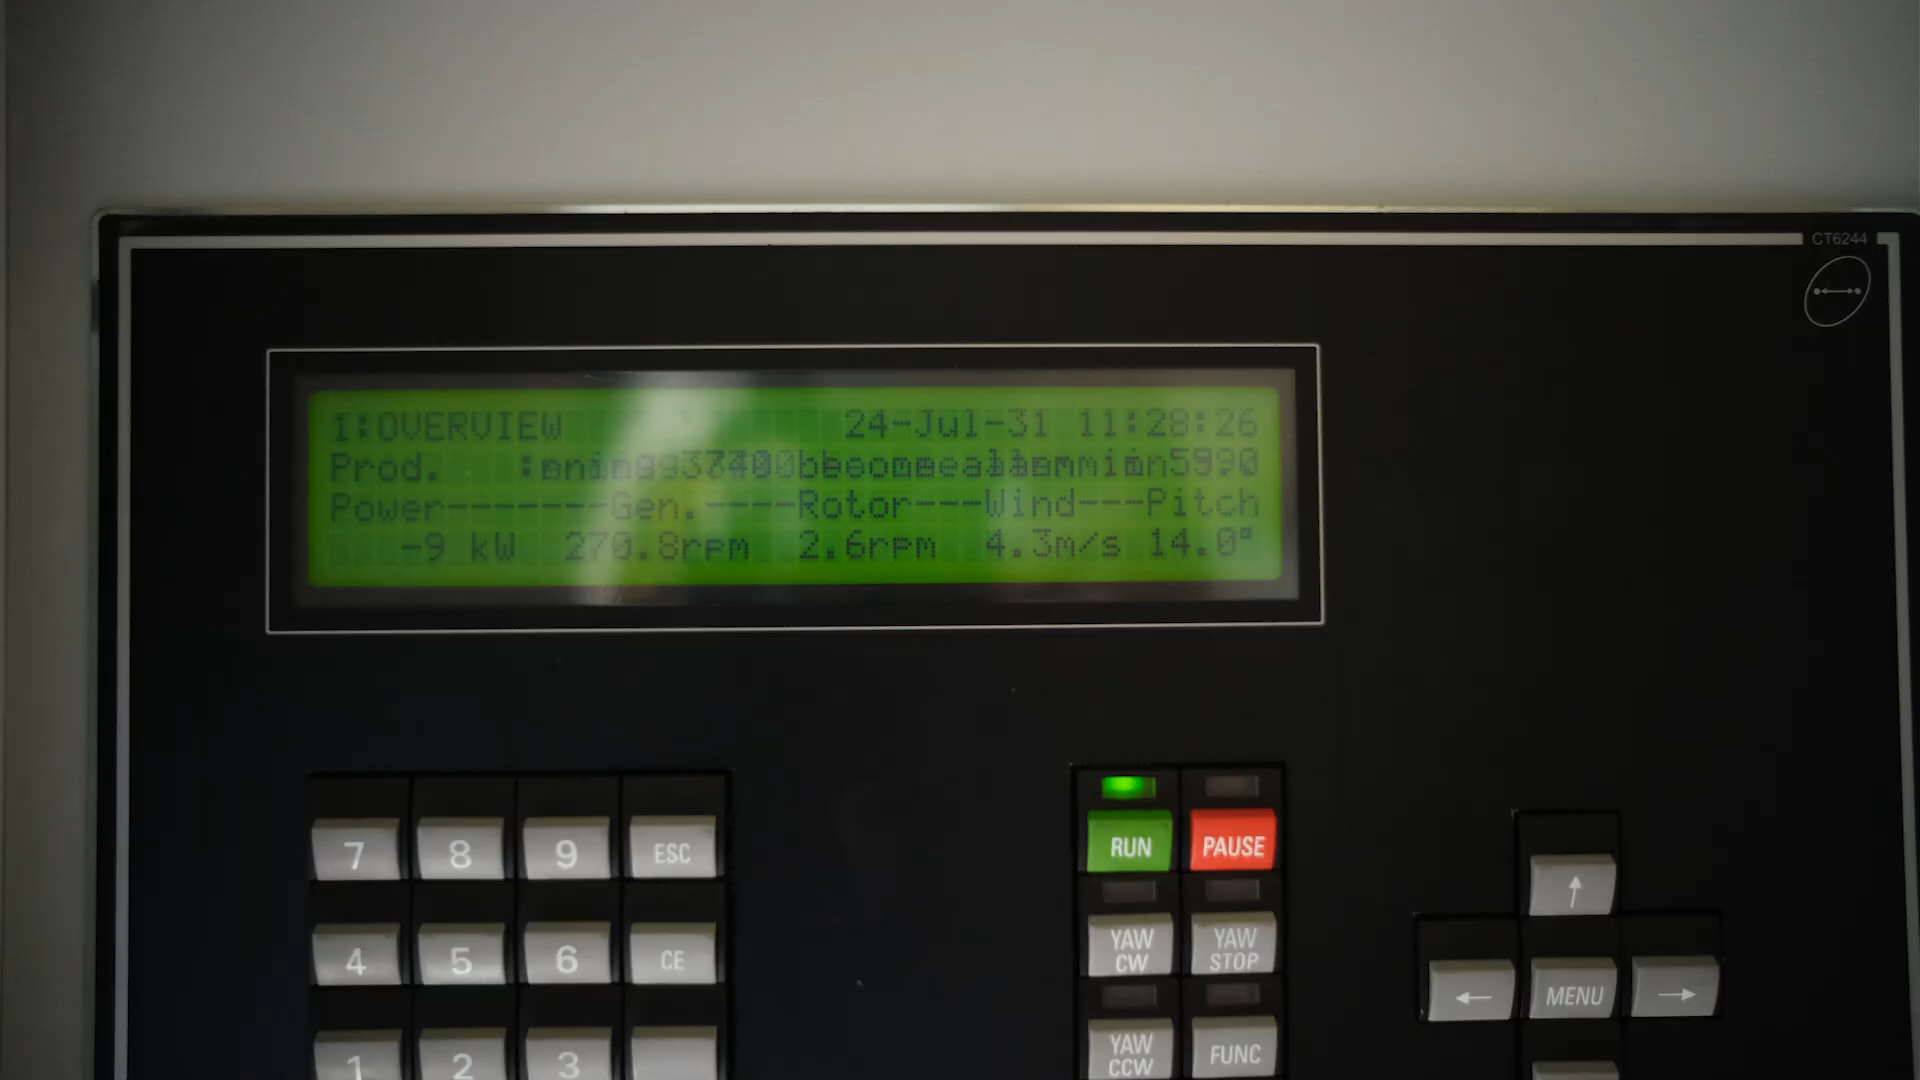 CT6244
1:OVERVIEW 24-Jul-31 11:28:26
Prod. :
Power-------Gen.----Rotor---Wind---Pitch
-9 kW 270.8rpm 2.6rpm 4.3m/s 14.0°
7 8 9 ESC
RUN PAUSE
4 5 6 CE
YAW CW
YAW STOP
← MENU →
↑
1 2 3
YAW CCW
FUNC